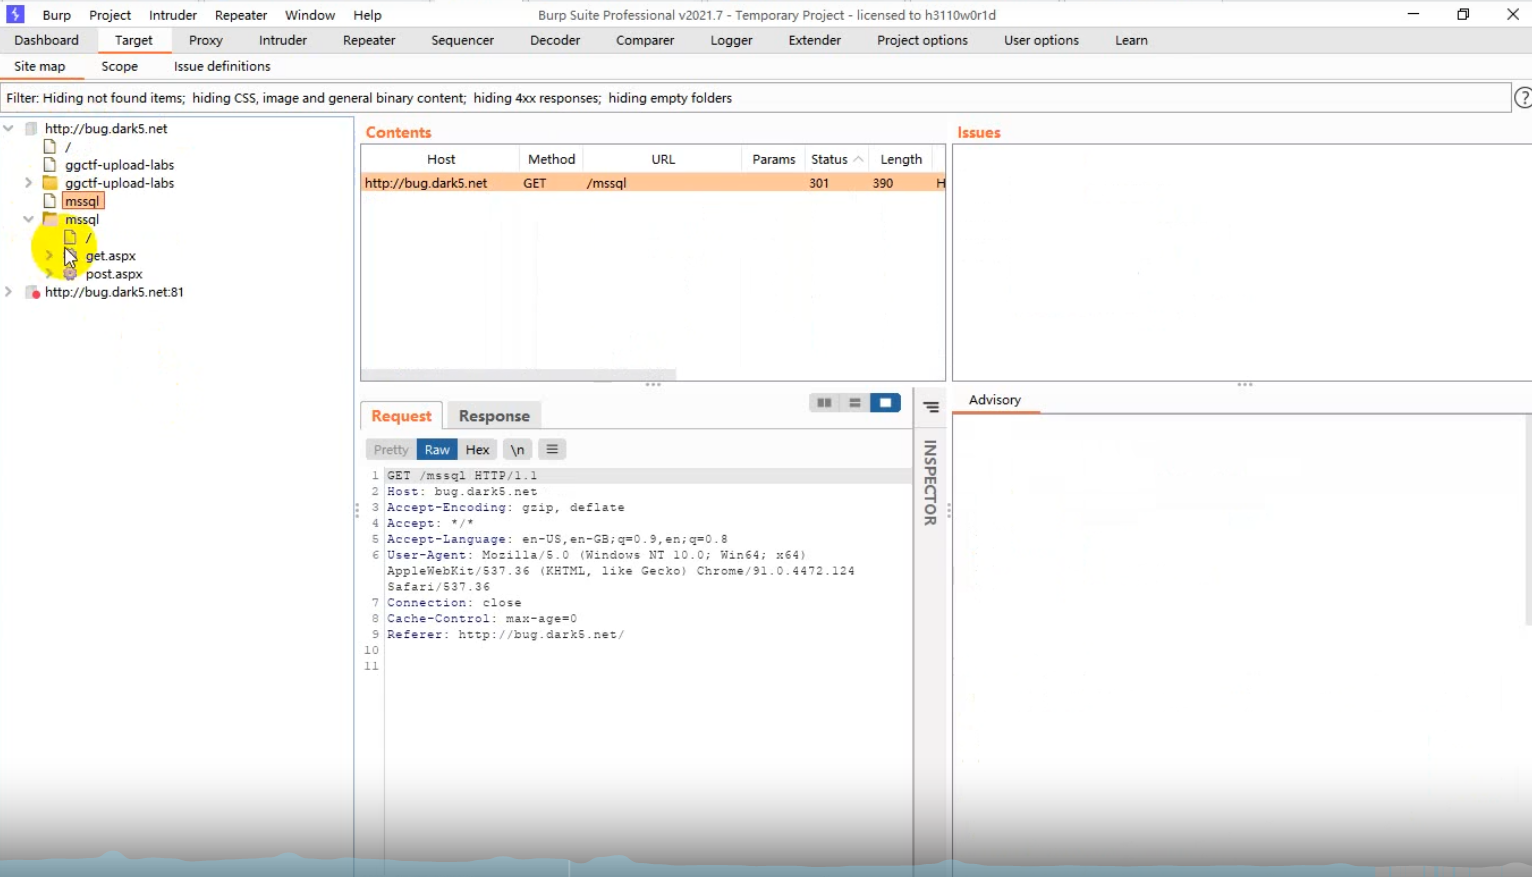 Burp Project Intruder Repeater Window Help Burp Suite Professional v2021.7 - Temporary Project - licensed to h3110w0r1d
Dashboard Target Proxy Intruder Repeater Sequencer Decoder Comparer Logger Extender Project options User options Learn
Site map Scope Issue definitions
Filter: Hiding not found items; hiding CSS, image and general binary content; hiding 4xx responses; hiding empty folders ?
http://bug.dark5.net
/
ggctf-upload-labs
ggctf-upload-labs
mssql
mssql
/
get.aspx
post.aspx
http://bug.dark5.net:81
Contents
Host Method URL Params Status Length
http://bug.dark5.net GET /mssql 301 390 H
Issues
Request Response
Pretty Raw Hex \n
1 GET /mssql HTTP/1.1
2 Host: bug.dark5.net
3 Accept-Encoding: gzip, deflate
4 Accept: */*
5 Accept-Language: en-US,en-GB;q=0.9,en;q=0.8
6 User-Agent: Mozilla/5.0 (Windows NT 10.0; Win64; x64)
AppleWebKit/537.36 (KHTML, like Gecko) Chrome/91.0.4472.124
Safari/537.36
7 Connection: close
8 Cache-Control: max-age=0
9 Referer: http://bug.dark5.net/
10
11
INSPECTOR
Advisory